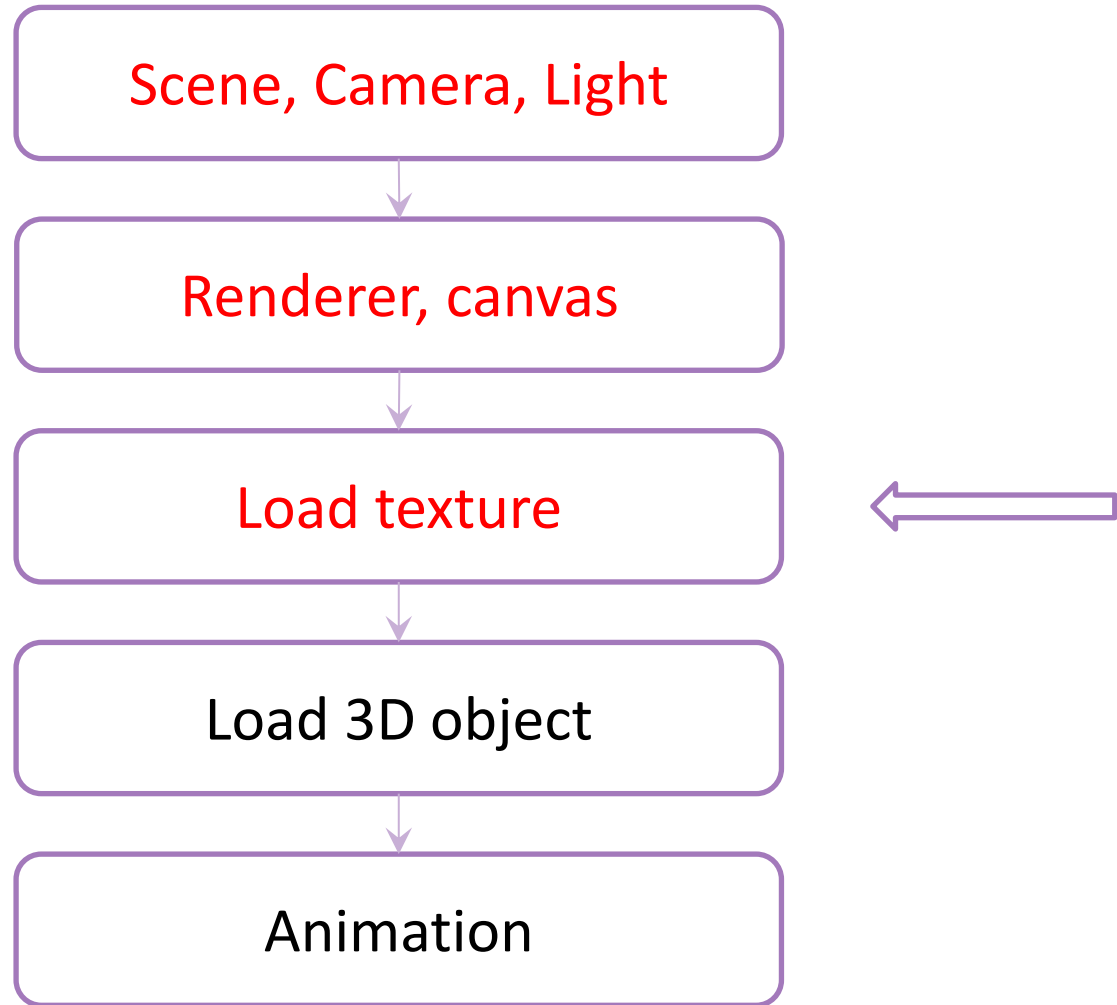 Scene, Camera, Light
Renderer, canvas
Load texture
Load 3D object
Animation